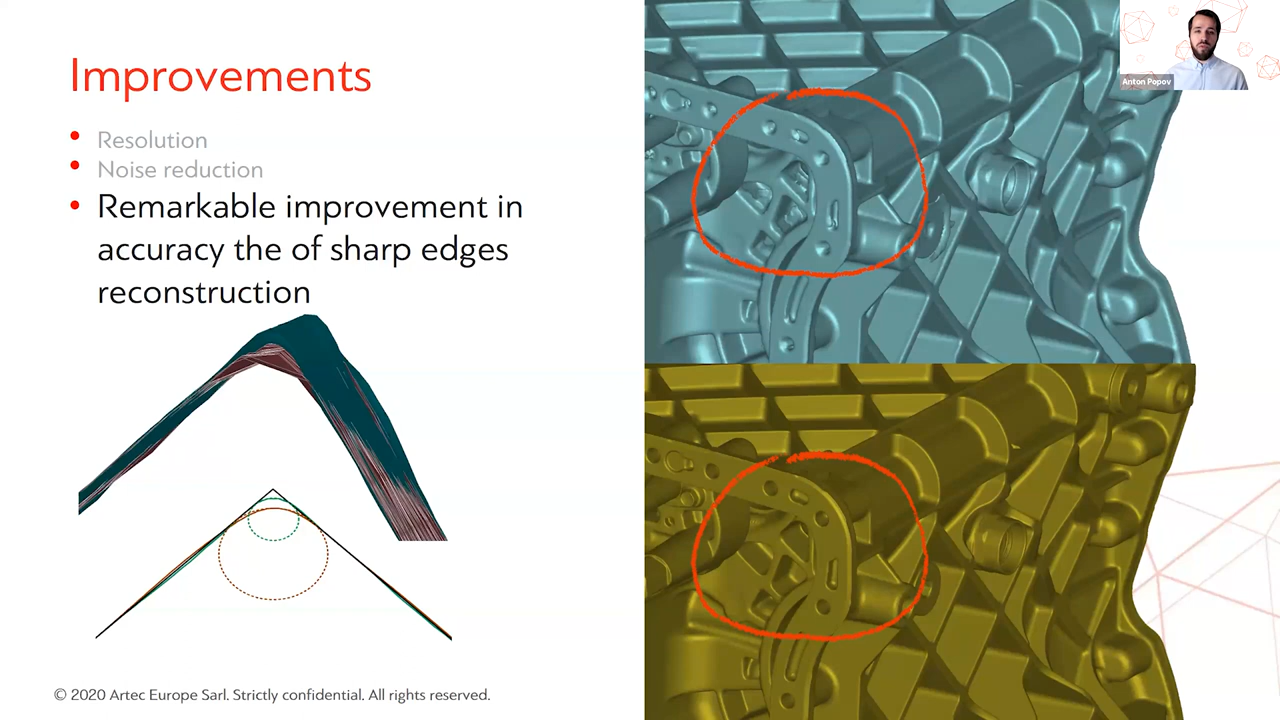 Improvements
Resolution
Noise reduction
Remarkable improvement in
accuracy the of sharp edges
reconstruction
Anton Popov
© 2020 Artec Europe Sarl. Strictly confidential. All rights reserved.